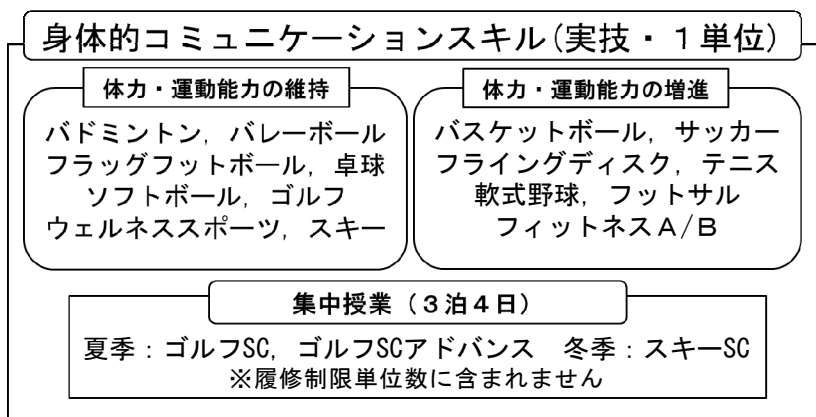 身体的コミュニケーションスキル(実技・１単位)
体力・運動能力の維持
バドミントン, バレーボール
フラッグフットボール, 卓球
ソフトボール, ゴルフ
ウェルネススポーツ, スキー
体力・運動能力の増進
バスケットボール, サッカー
フライングディスク, テニス
軟式野球, フットサル
フィットネスＡ/Ｂ
集中授業（３泊４日）
夏季：ゴルフSC, ゴルフSCアドバンス　冬季：スキーSC
※履修制限単位数に含まれません